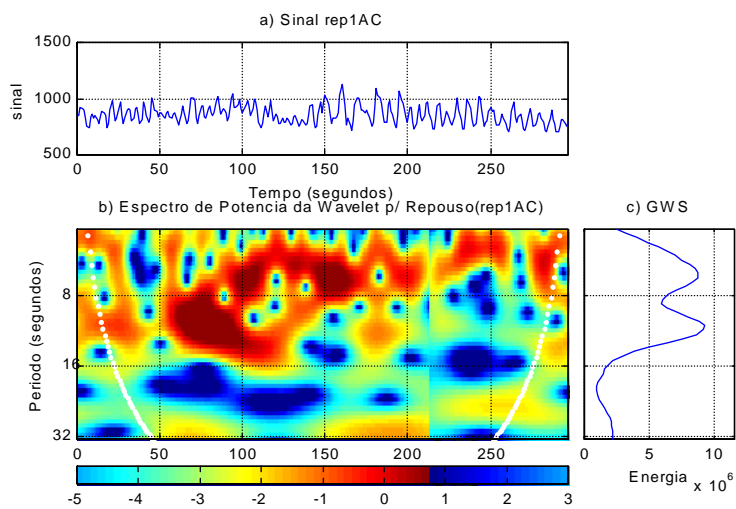 a) Sinal rep1AC
1500
1000
500
sinal
0 50 100 150 200 250
Tempo (segundos)
b) Espectro de Potencia da Wavelet p/ Repouso(rep1AC)
c) GWS
8
16
32
Periodo (segundos)
0 50 100 150 200 250
0 5 10
Energia x 10^6
-5 -4 -3 -2 -1 0 1 2 3